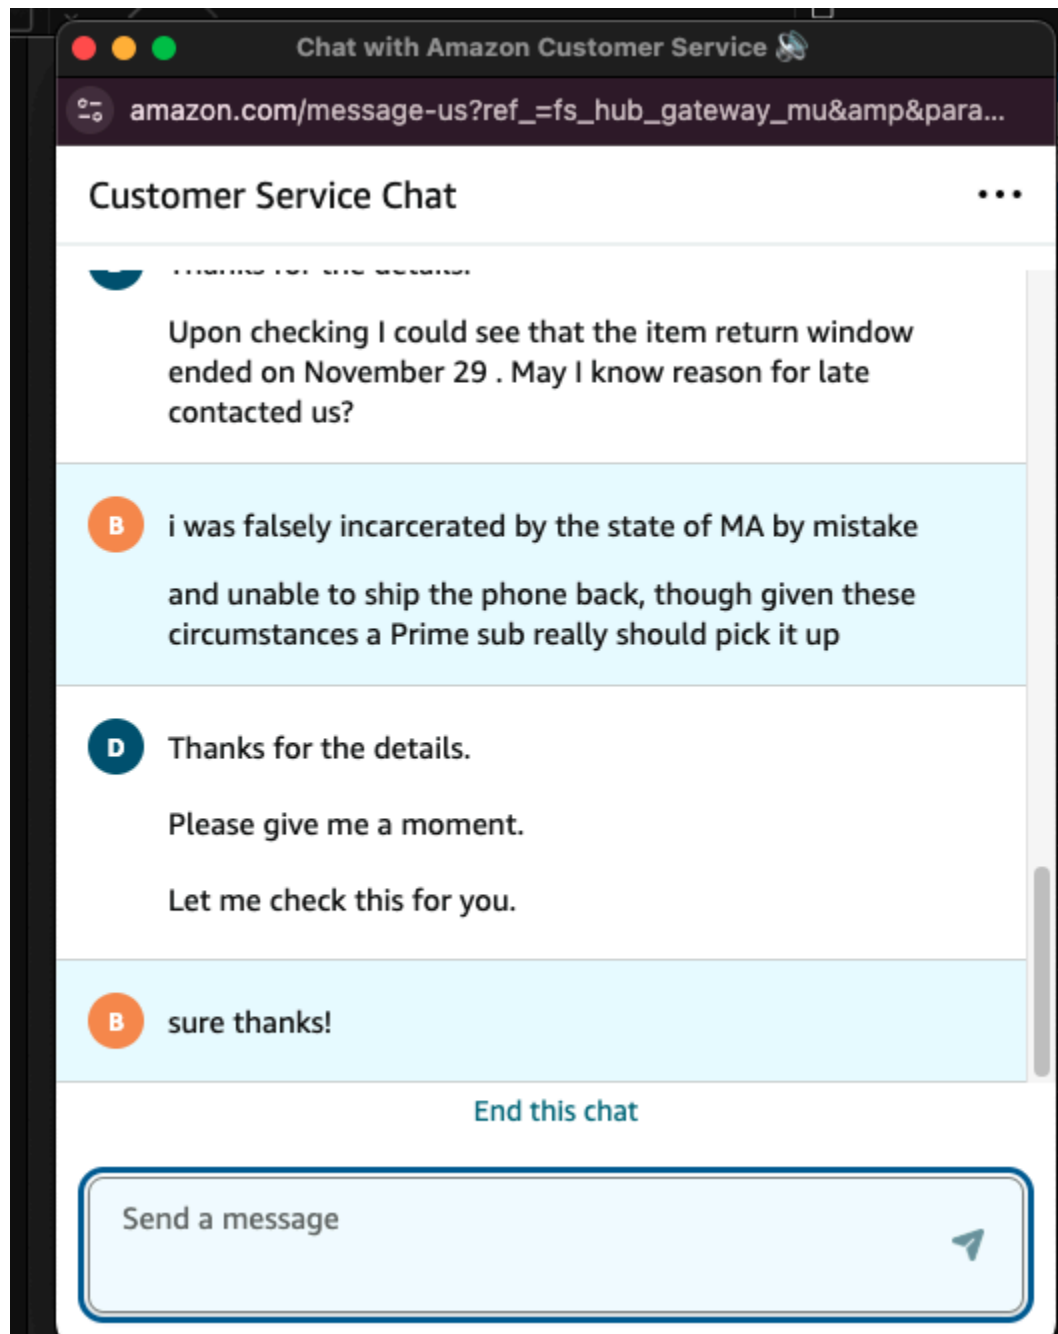 Chat with Amazon Customer Service 🔊
amazon.com/message-us?ref_=fs_hub_gateway_mu&amp&para...
Customer Service Chat
Thanks for the details.
Upon checking I could see that the item return window
ended on November 29 . May I know reason for late
contacted us?
B
i was falsely incarcerated by the state of MA by mistake
and unable to ship the phone back, though given these
circumstances a Prime sub really should pick it up
D
Thanks for the details.
Please give me a moment.
Let me check this for you.
B
sure thanks!
End this chat
Send a message